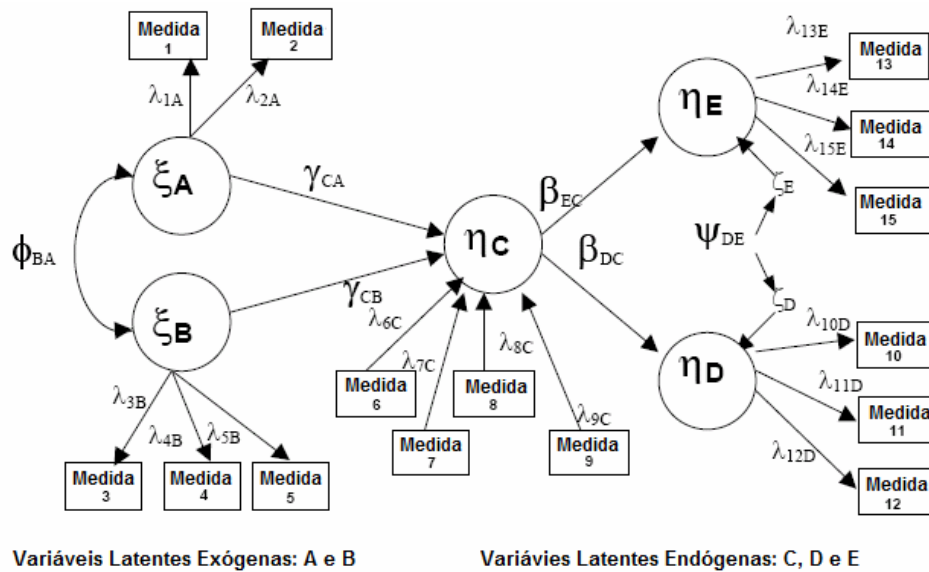 Medida
1
Medida
2
λ1A
λ2A
ξA
ϕBA
ξB
γCA
γCB
λ3B
λ4B
λ5B
Medida
3
Medida
4
Medida
5
ηC
λ6C
λ7C
λ8C
λ9C
Medida
6
Medida
7
Medida
8
Medida
9
βEC
βDC
ηE
λ13E
λ14E
λ15E
Medida
13
Medida
14
Medida
15
ζE
ψDE
ζD
ηD
λ10D
λ11D
λ12D
Medida
10
Medida
11
Medida
12
Variáveis Latentes Exógenas: A e B
Variávies Latentes Endógenas: C, D e E